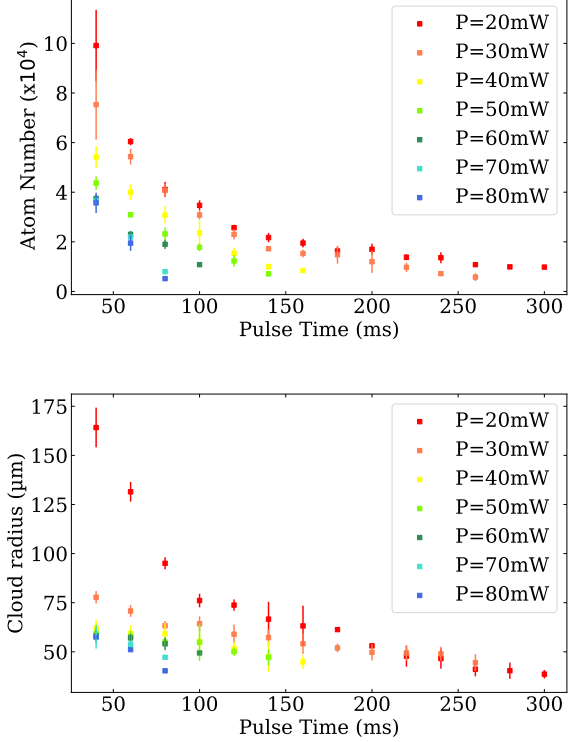 Atom Number (x10⁴)
10
8
6
4
2
0
P=20mW
P=30mW
P=40mW
P=50mW
P=60mW
P=70mW
P=80mW
50 100 150 200 250 300
Pulse Time (ms)
Cloud radius (μm)
175
150
125
100
75
50
P=20mW
P=30mW
P=40mW
P=50mW
P=60mW
P=70mW
P=80mW
50 100 150 200 250 300
Pulse Time (ms)